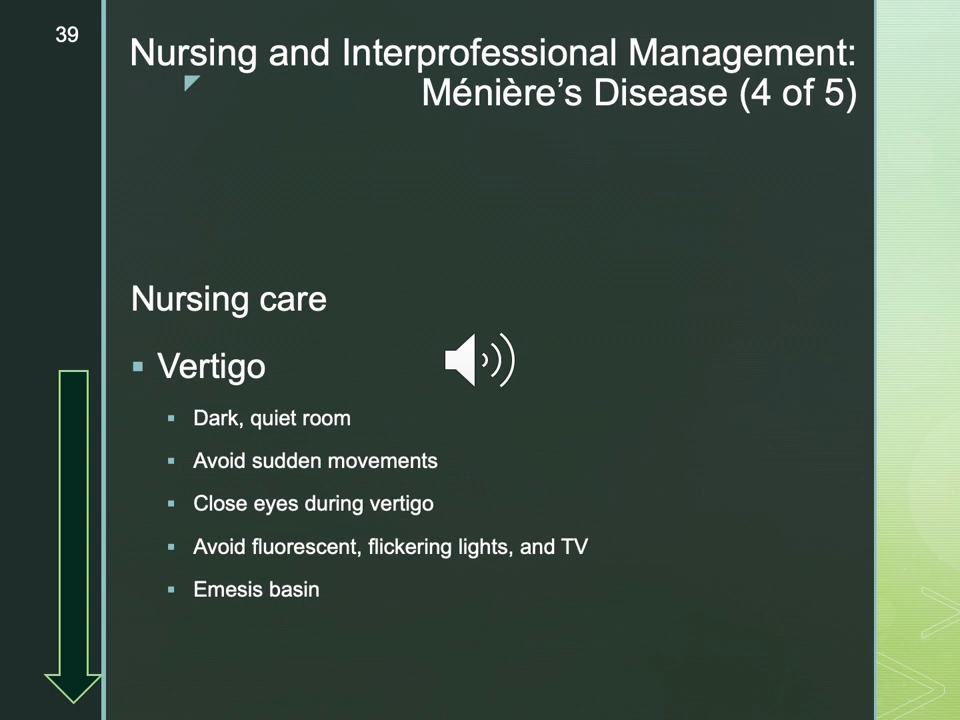 39
Nursing and Interprofessional Management:
Ménière’s Disease (4 of 5)
Nursing care
▪ Vertigo
▪ Dark, quiet room
▪ Avoid sudden movements
▪ Close eyes during vertigo
▪ Avoid fluorescent, flickering lights, and TV
▪ Emesis basin